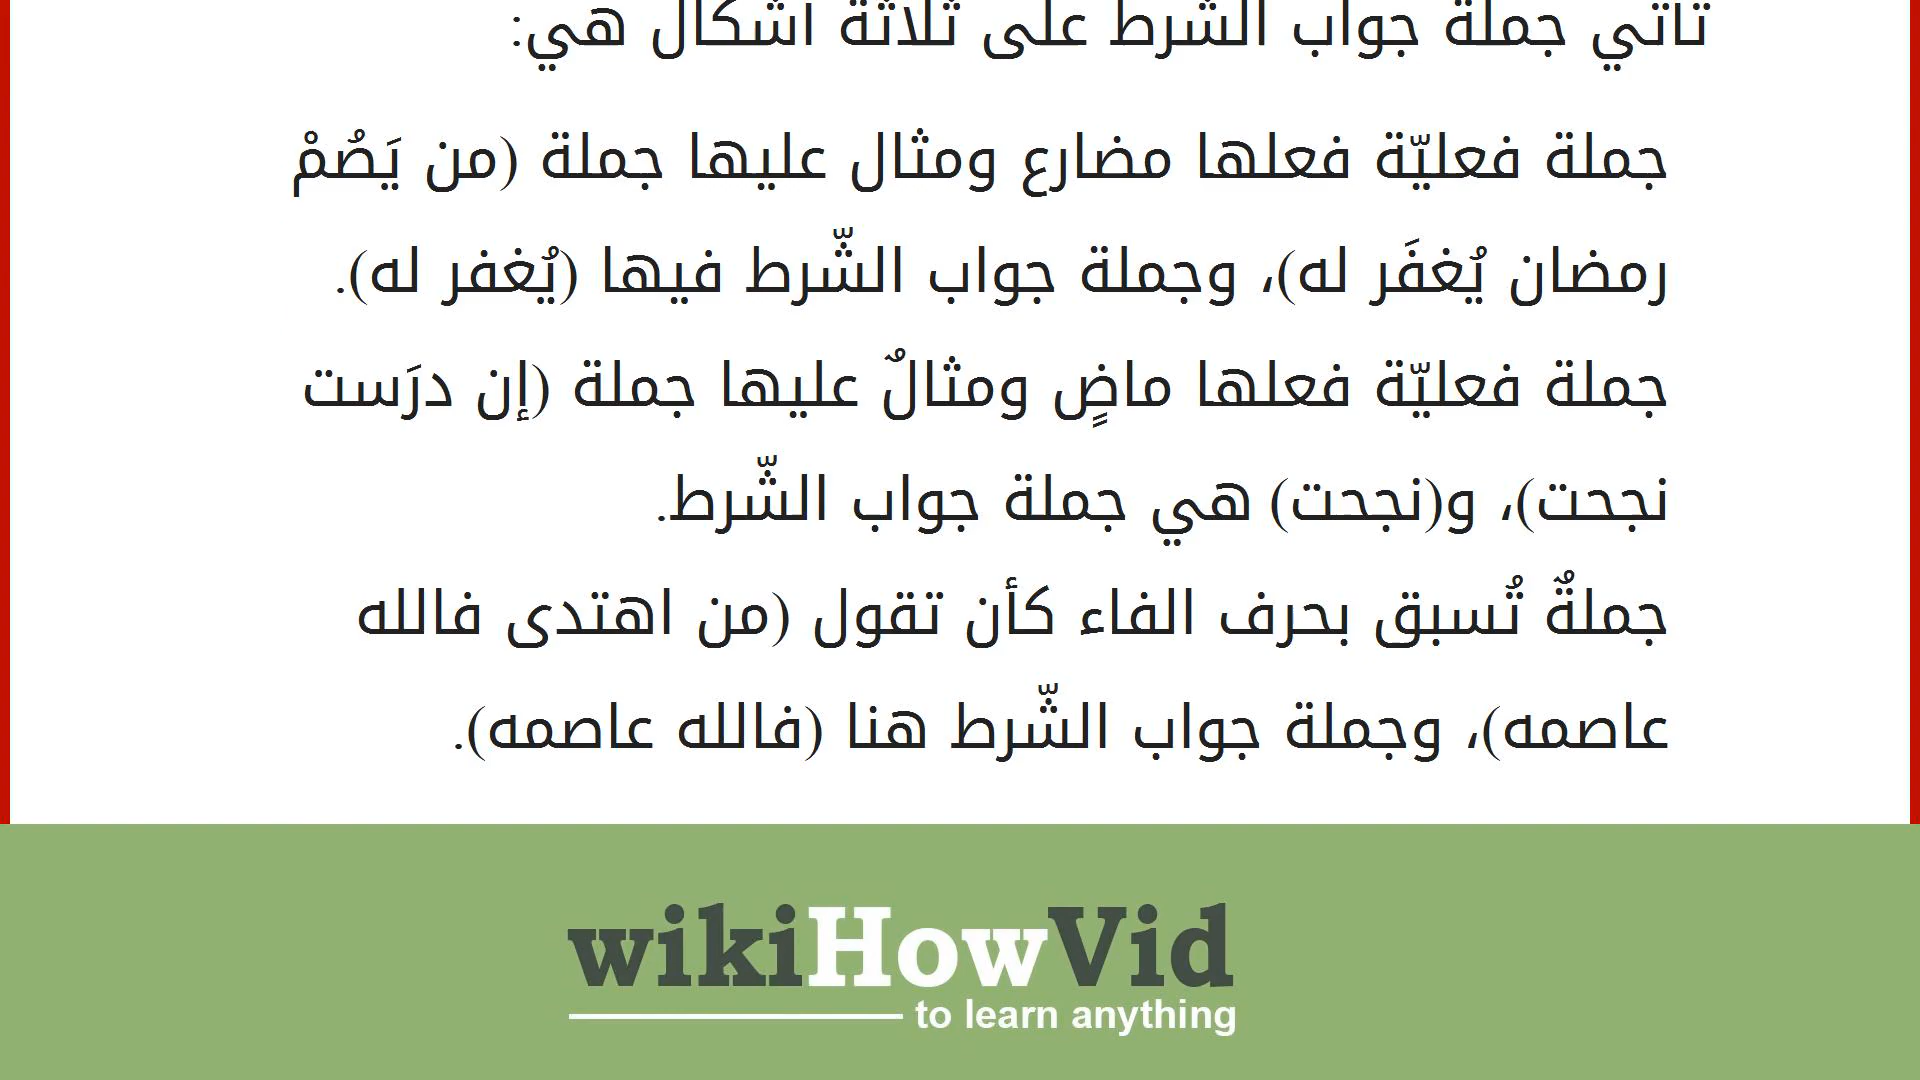 تأتي جملة جواب الشرط على ثلاثة أشكال هي:
جملة فعليّة فعلها مضارع ومثال عليها جملة (من يَصُمْ
رمضان يُغفَر له)، وجملة جواب الشّرط فيها (يُغفر له).
جملة فعليّة فعلها ماضٍ ومثالٌ عليها جملة (إن درَست
نجحت)، و(نجحت) هي جملة جواب الشّرط.
جملةٌ تُسبق بحرف الفاء كأن تقول (من اهتدى فالله
عاصمه)، وجملة جواب الشّرط هنا (فالله عاصمه).
wikiHowVid
to learn anything